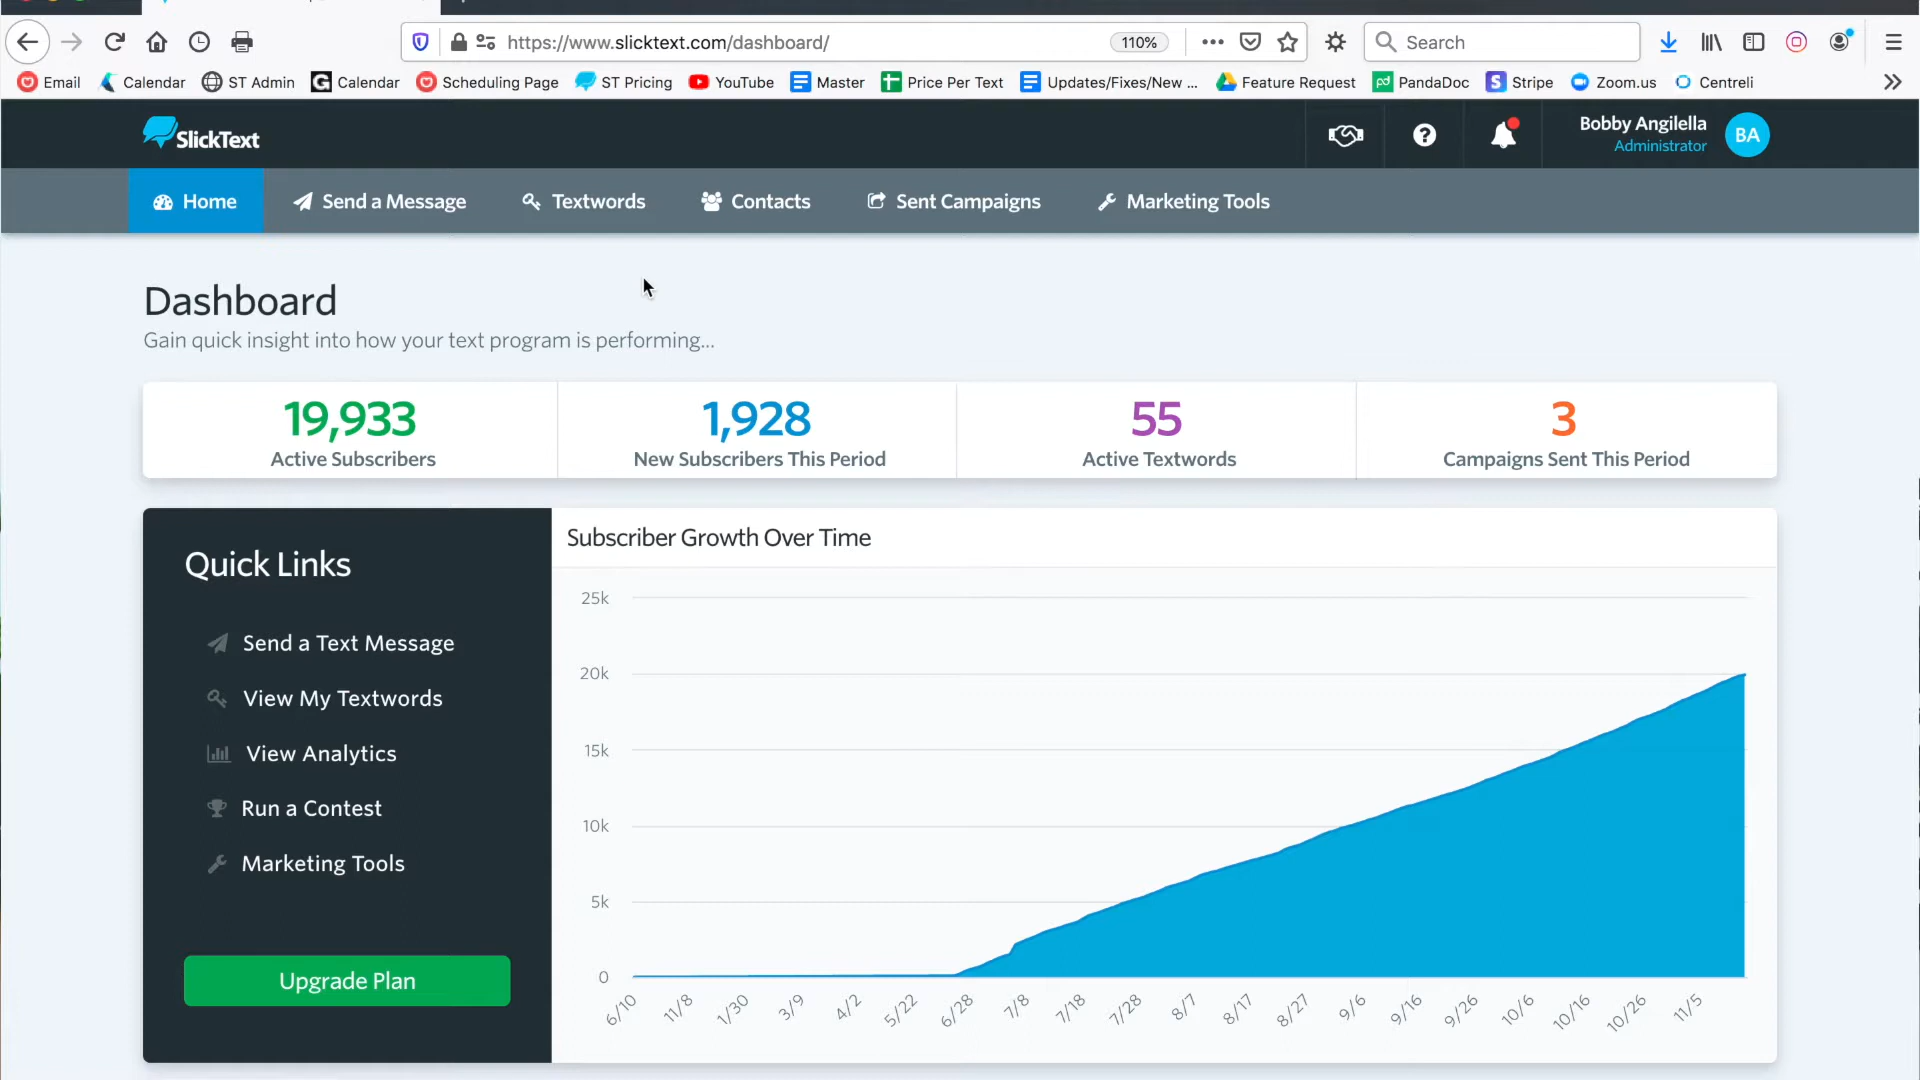 https://www.slicktext.com/dashboard/
110%
Search
Email
Calendar
ST Admin
Calendar
Scheduling Page
ST Pricing
YouTube
Master
Price Per Text
Updates/Fixes/New ...
Feature Request
PandaDoc
Stripe
Zoom.us
Centreli
SlickText
Bobby Angilella
Administrator
BA
Home
Send a Message
Textwords
Contacts
Sent Campaigns
Marketing Tools
Dashboard
Gain quick insight into how your text program is performing...
19,933
Active Subscribers
1,928
New Subscribers This Period
55
Active Textwords
3
Campaigns Sent This Period
Quick Links
Send a Text Message
View My Textwords
View Analytics
Run a Contest
Marketing Tools
Upgrade Plan
Subscriber Growth Over Time
25k
20k
15k
10k
5k
0
6/10
11/8
1/30
3/9
4/2
5/22
6/28
7/8
7/18
7/28
8/7
8/17
8/27
9/6
9/16
9/26
10/6
10/16
10/26
11/5